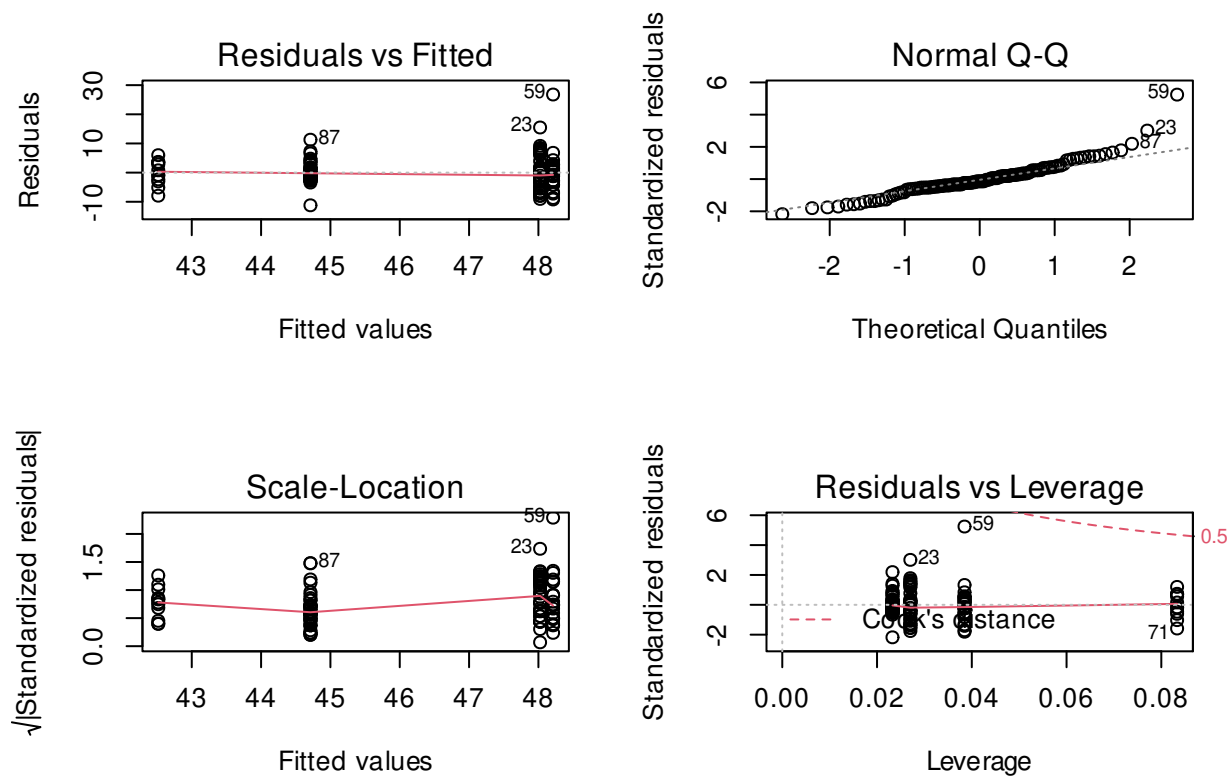 Residuals vs Fitted
Residuals
-10 10 30
59
23
87
43 44 45 46 47 48
Fitted values
Normal Q-Q
Standardized residuals
-2 2 6
59
23
87
-2 -1 0 1 2
Theoretical Quantiles
Scale-Location
√|Standardized residuals|
0.0 1.5
59
23
87
43 44 45 46 47 48
Fitted values
Residuals vs Leverage
Standardized residuals
-2 2 6
59
23
0.5
Cook's distance
71
0.00 0.02 0.04 0.06 0.08
Leverage